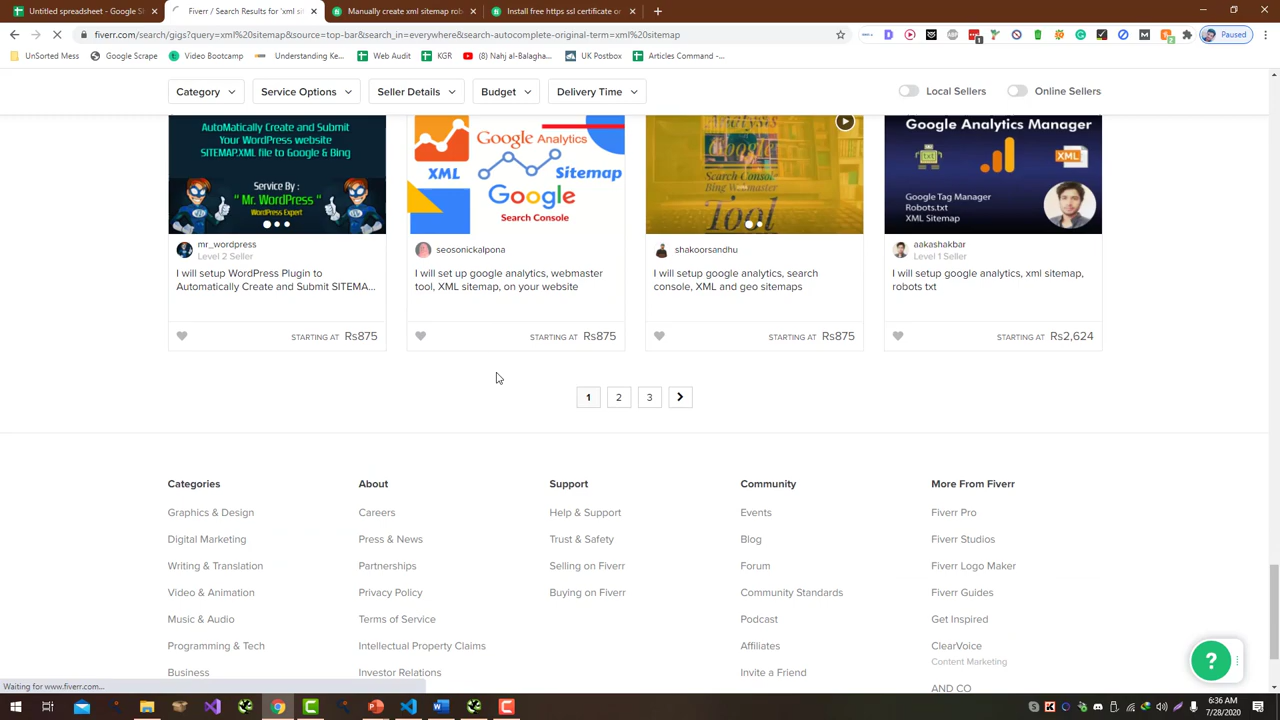 Untitled spreadsheet - Google S
Fiverr / Search Results for 'xml si
Manually create xml sitemap rob
Install free https ssl certificate or
fiverr.com/search/gigs?query=xml%20sitemap&source=top-bar&search_in=everywhere&search-autocomplete-original-term=xml%20sitemap
Paused
UnSorted Mess
Google Scrape
Video Bootcamp
Understanding Ke...
Web Audit
KGR
(8) Nahj al-Balagha...
UK Postbox
Articles Command -...
Category
Service Options
Seller Details
Budget
Delivery Time
Local Sellers
Online Sellers
AutoMatically Create and Submit
Your WordPress website
SITEMAP.XML file to Google & Bing
Service By :
" Mr. WordPress "
WordPress Expert
Google Analytics
XML
Sitemap
Google
Search Console
Google Analytics
Search Console
Bing Webmaster
Tool
Google Analytics Manager
txt
XML
Google Tag Manager
Robots.txt
XML Sitemap
mr_wordpress
Level 2 Seller
I will setup WordPress Plugin to
Automatically Create and Submit SITEMA...
STARTING AT Rs875
seosonickalpona
I will set up google analytics, webmaster
tool, XML sitemap, on your website
STARTING AT Rs875
shakoorsandhu
I will setup google analytics, search
console, XML and geo sitemaps
STARTING AT Rs875
aakashakbar
Level 1 Seller
I will setup google analytics, xml sitemap,
robots txt
STARTING AT Rs2,624
1 2 3
Categories
Graphics & Design
Digital Marketing
Writing & Translation
Video & Animation
Music & Audio
Programming & Tech
Business
About
Careers
Press & News
Partnerships
Privacy Policy
Terms of Service
Intellectual Property Claims
Investor Relations
Support
Help & Support
Trust & Safety
Selling on Fiverr
Buying on Fiverr
Community
Events
Blog
Forum
Community Standards
Podcast
Affiliates
Invite a Friend
More From Fiverr
Fiverr Pro
Fiverr Studios
Fiverr Logo Maker
Fiverr Guides
Get Inspired
ClearVoice
Content Marketing
AND CO
?
Waiting for www.fiverr.com...
6:36 AM
7/28/2020